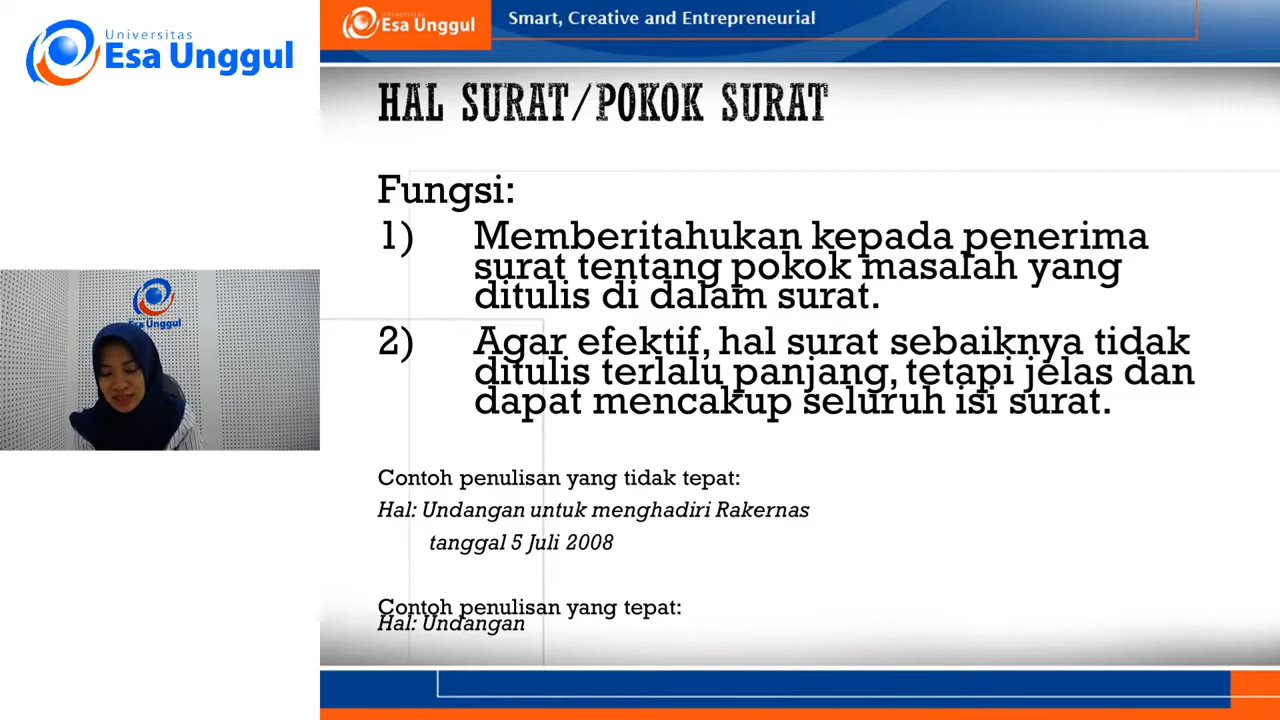 Universitas
Esa Unggul
Universitas
Esa Unggul
Smart, Creative and Entrepreneurial
HAL SURAT/POKOK SURAT
Fungsi:
1) Memberitahukan kepada penerima
surat tentang pokok masalah yang
ditulis di dalam surat.
2) Agar efektif, hal surat sebaiknya tidak
ditulis terlalu panjang, tetapi jelas dan
dapat mencakup seluruh isi surat.
Contoh penulisan yang tidak tepat:
Hal: Undangan untuk menghadiri Rakernas
tanggal 5 Juli 2008
Contoh penulisan yang tepat:
Hal: Undangan
Esa Unggul